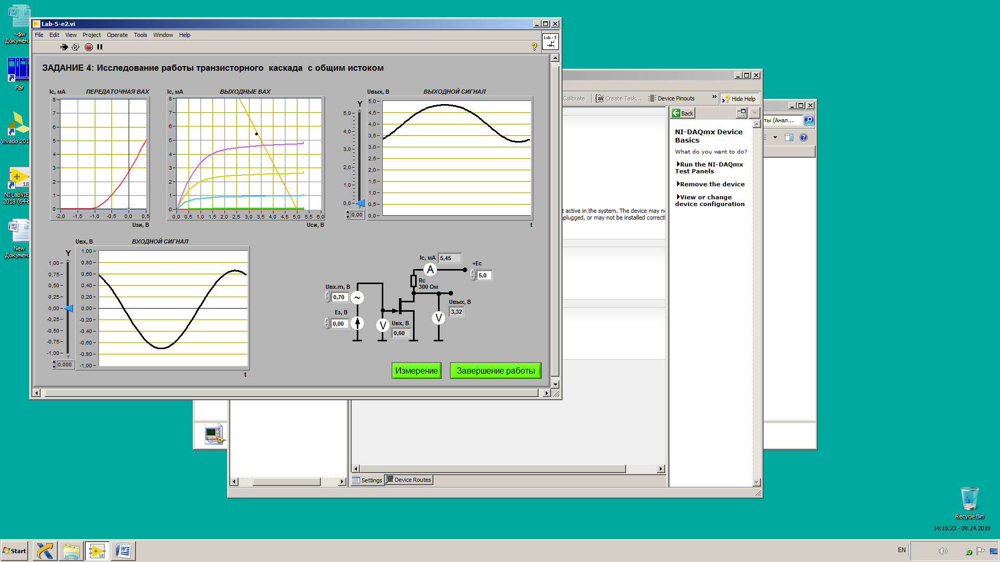 ~$w
Докумен...
Far
Vivado 201
NI LabVIE
2018 (64-b
New
Докумен...
Lab-5-e2.vi
File Edit View Project Operate Tools Window Help
Lab - 5
ЗАДАНИЕ 4: Исследование работы транзисторного каскада с общим истоком
Iс, мА ПЕРЕДАТОЧНАЯ ВАХ
8
7
6
5
4
3
2
1
0
-2,0 -1,5 -1,0 -0,5 0,0 0,5
Uзи, В
Iс, мА ВЫХОДНЫЕ ВАХ
8
7
6
5
4
3
2
1
0
0,0 0,5 1,0 1,5 2,0 2,5 3,0 3,5 4,0 4,5 5,0 5,5 6,0
Uси, В
Y
5,0
4,0
3,0
2,0
1,0
0,0
0,00
Uвых, В ВЫХОДНОЙ СИГНАЛ
5,0
4,5
4,0
3,5
3,0
2,5
2,0
1,5
1,0
0,5
0,0
t
Y
1,00
0,75
0,50
0,25
0,00
-0,25
-0,50
-0,75
-1,00
0,000
Uвх, В ВХОДНОЙ СИГНАЛ
1,00
0,80
0,60
0,40
0,20
0,00
-0,20
-0,40
-0,60
-0,80
-1,00
t
Iс, мА 5,45
+Ec
A
5,0
Rc
300 Ом
Uвх.m, В
0,70
~
Uвых, В
3,32
Eз, В
0,00
V
V
Uвх, В
0,60
Измерение
Завершение работы
Calibrate Create Task... Device Pinouts » Hide Help
Back
NI-DAQmx Device
Basics
What do you want to do?
Run the NI-DAQmx
Test Panels
Remove the device
View or change
device configuration
t active in the system. The device may n
plugged, or may not be installed correctl
ты (Анал...
Settings Device Routes
Recycle Bin
14:15:23 - 09.24.2019
Start
18
EN